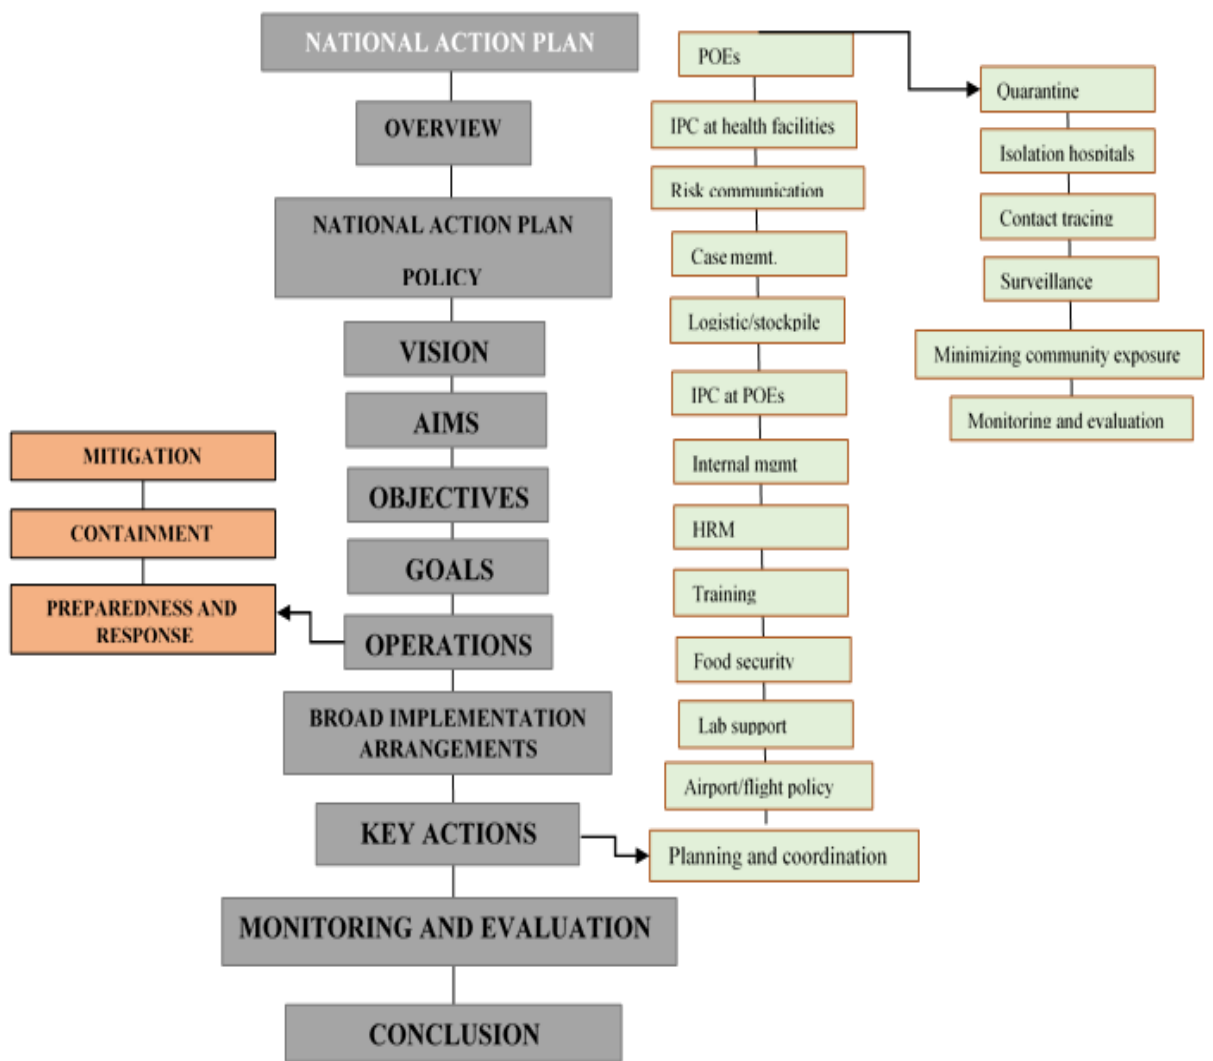 NATIONAL ACTION PLAN
OVERVIEW
NATIONAL ACTION PLAN
POLICY
VISION
AIMS
OBJECTIVES
GOALS
OPERATIONS
BROAD IMPLEMENTATION
ARRANGEMENTS
KEY ACTIONS
MONITORING AND EVALUATION
CONCLUSION
MITIGATION
CONTAINMENT
PREPAREDNESS AND
RESPONSE
POEs
IPC at health facilities
Risk communication
Case mgmt.
Logistic/stockpile
IPC at POEs
Internal mgmt
HRM
Training
Food security
Lab support
Airport/flight policy
Planning and coordination
Quarantine
Isolation hospitals
Contact tracing
Surveillance
Minimizing community exposure
Monitoring and evaluation